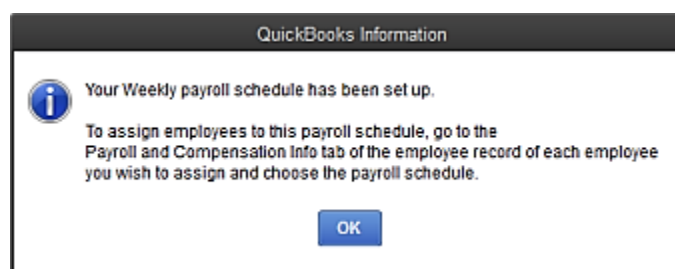 QuickBooks Information
Your Weekly payroll schedule has been set up.
To assign employees to this payroll schedule, go to the
Payroll and Compensation Info tab of the employee record of each employee
you wish to assign and choose the payroll schedule.
OK